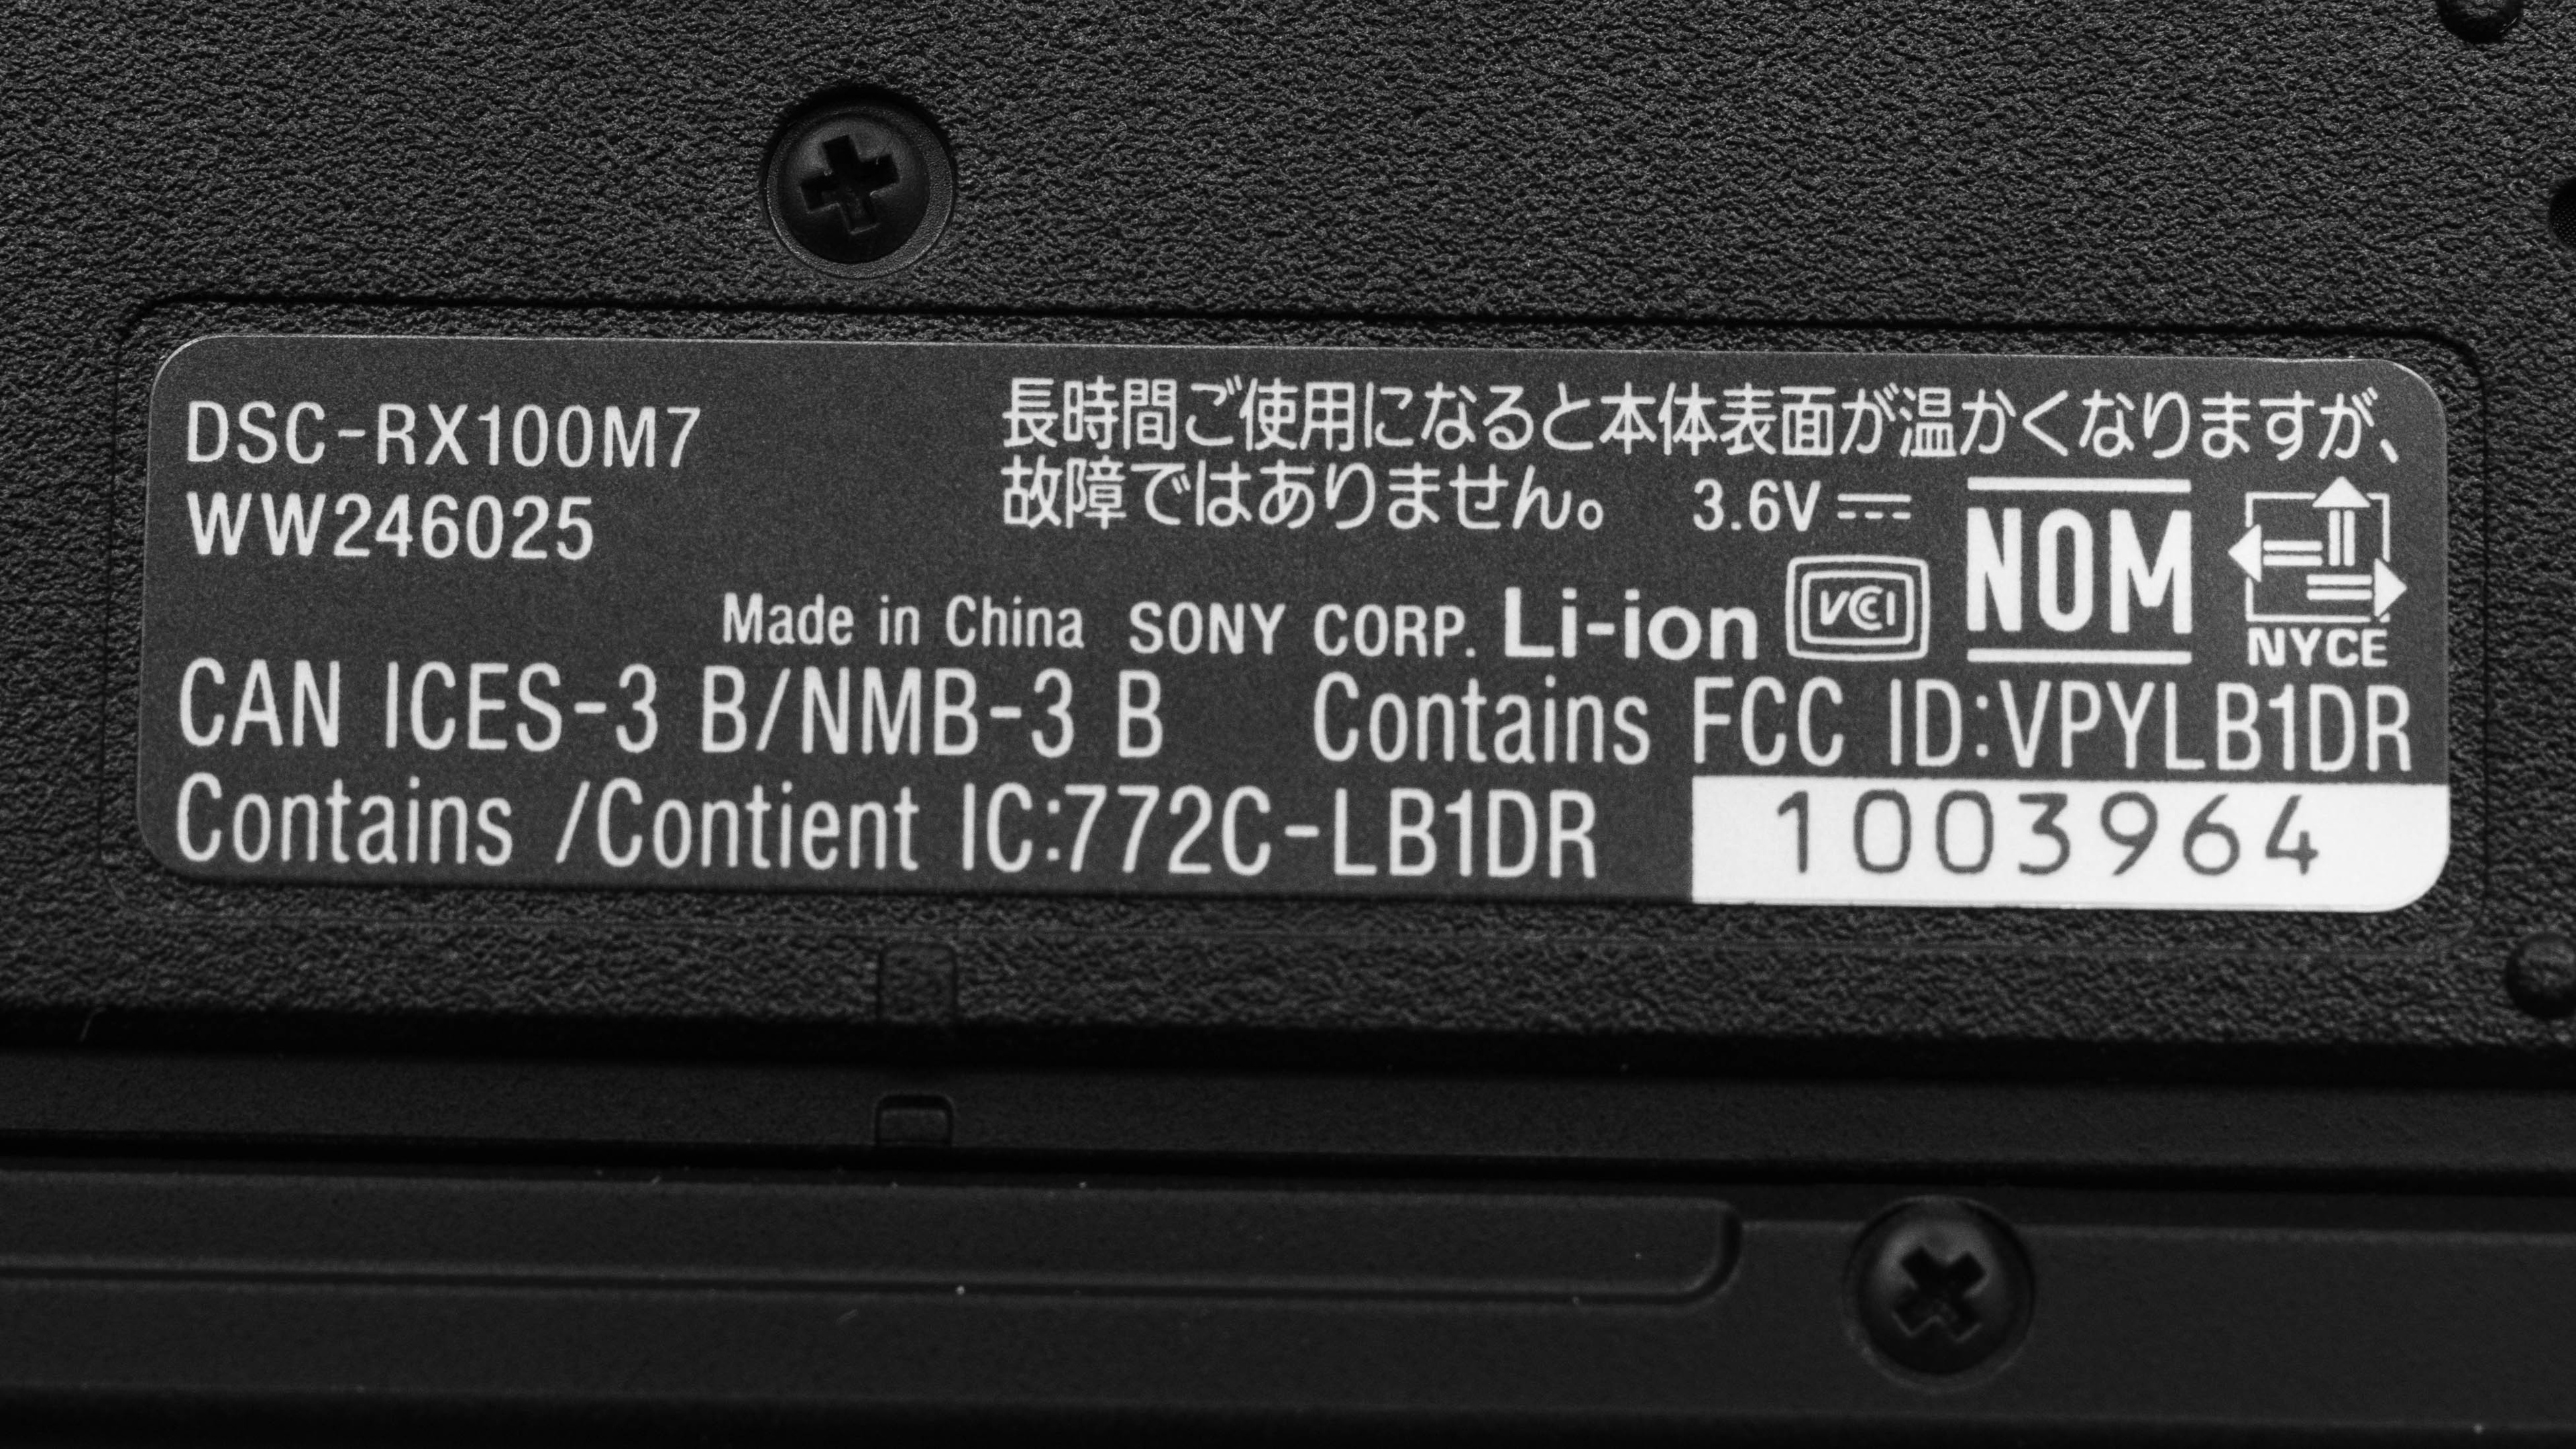 DSC-RX100M7
WW246025
長時間ご使用になると本体表面が温かくなりますが、
故障ではありません。 3.6V
NOM
NYCE
Made in China SONY CORP. Li-ion VCCI
CAN ICES-3 B/NMB-3 B Contains FCC ID:VPYLB1DR
Contains /Contient IC:772C-LB1DR
1003964